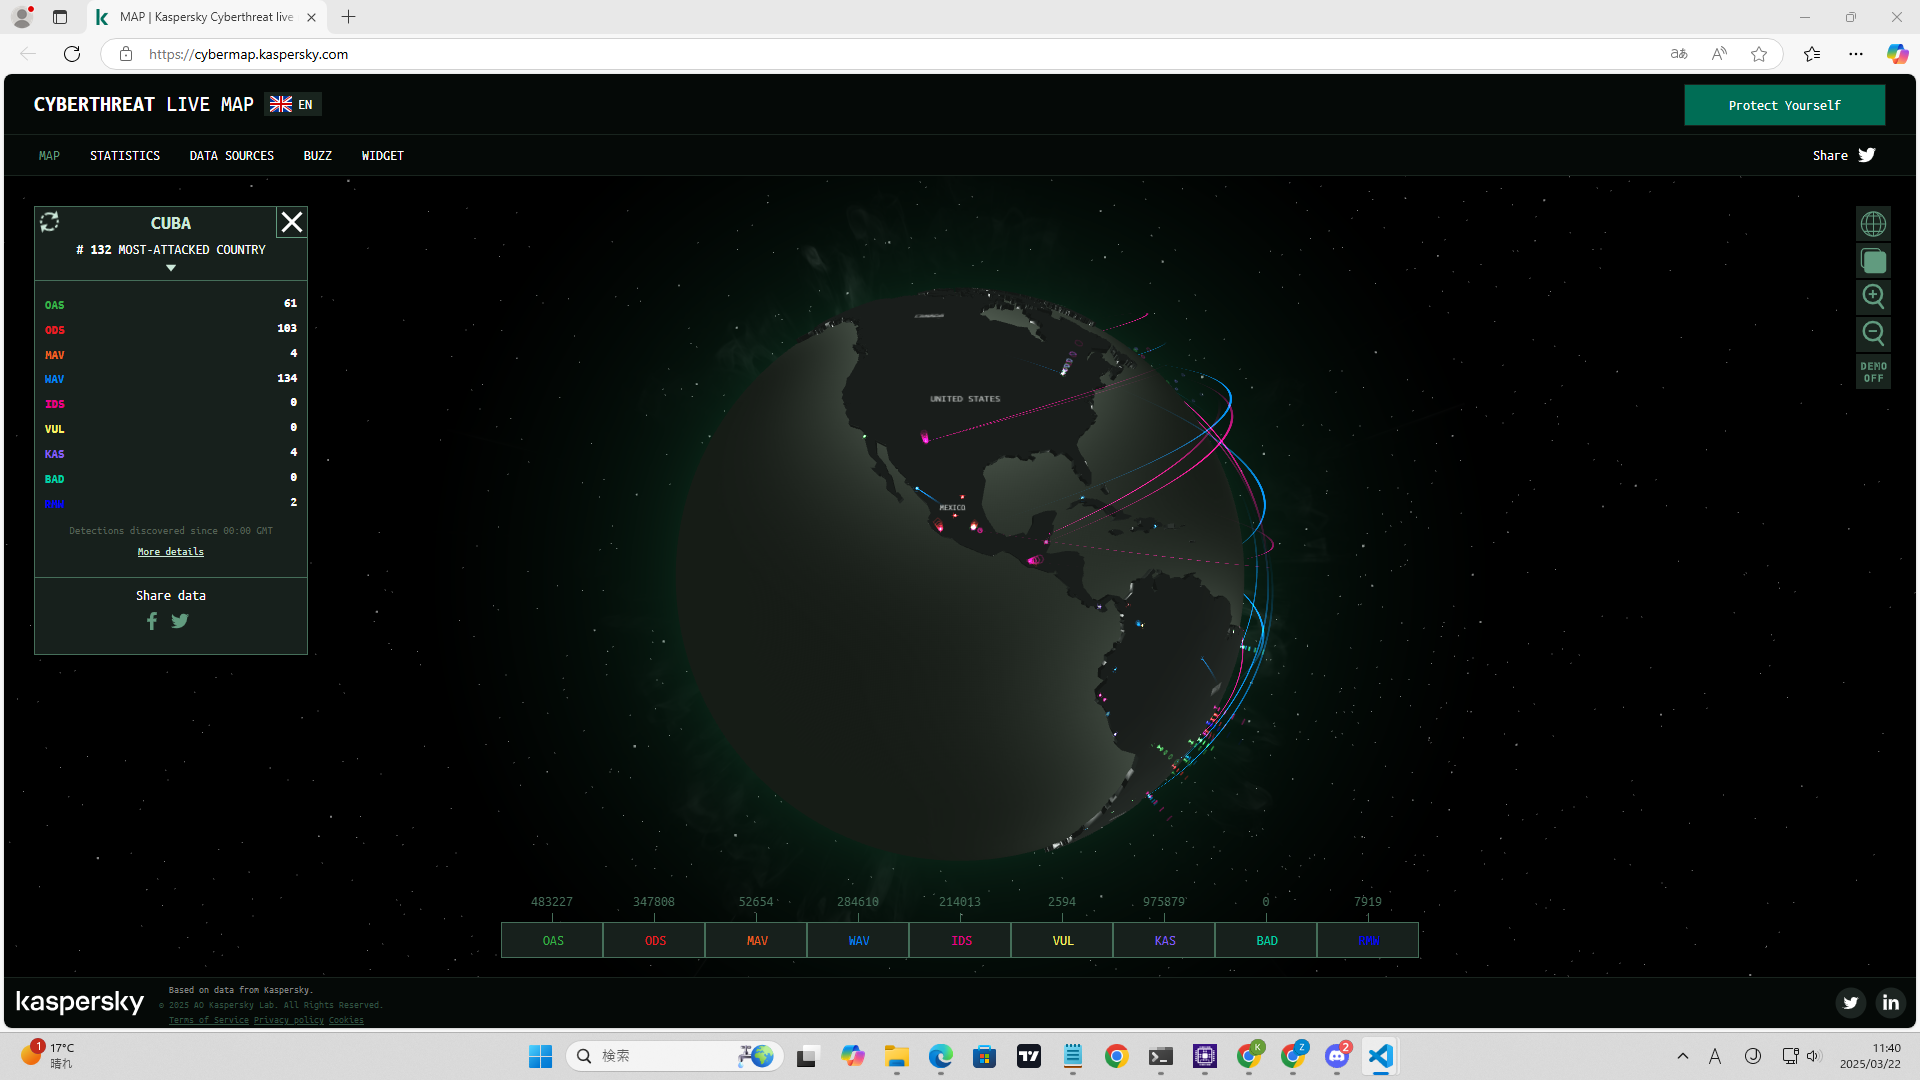 MAP | Kaspersky Cyberthreat live
https://cybermap.kaspersky.com
CYBERTHREAT LIVE MAP EN
Protect Yourself
MAP STATISTICS DATA SOURCES BUZZ WIDGET
Share
CUBA
# 132 MOST-ATTACKED COUNTRY
OAS 61
ODS 103
MAV 4
WAV 134
IDS 0
VUL 0
KAS 4
BAD 0
RMW 2
Detections discovered since 00:00 GMT
More details
Share data
DEMO
OFF
CANADA
UNITED STATES
MEXICO
483227 347808 52654 284610 214013 2594 975879 0 7919
OAS ODS MAV WAV IDS VUL KAS BAD RMW
kaspersky
Based on data from Kaspersky.
© 2025 AO Kaspersky Lab. All Rights Reserved.
Terms of Service Privacy policy Cookies
1
17°C
晴れ
検索
K
Z
2
A
11:40
2025/03/22